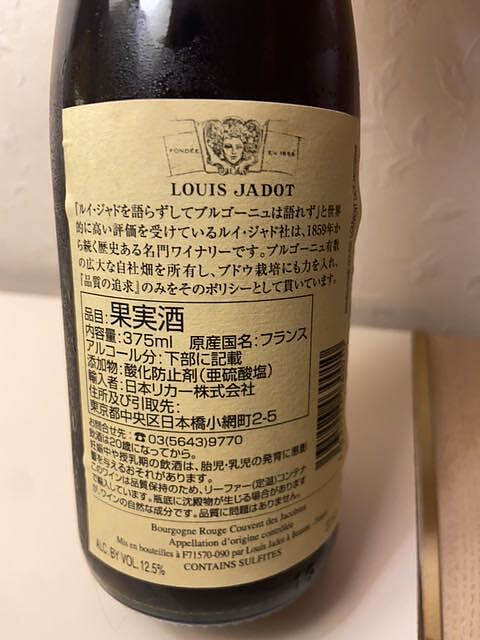 FONDÉE EN 1859
LOUIS JADOT
『ルイ・ジャドを語らずしてブルゴーニュは語れず』と世界
的に高い評価を受けているルイ・ジャド社は、1859年か
ら続く歴史ある名門ワイナリーです。ブルゴーニュ有数
の広大な自社畑を所有し、ブドウ栽培にも力を入れ、
『品質の追求』のみをそのポリシーとして貫いています。
品目:果実酒
内容量:375ml 原産国名:フランス
アルコール分:下部に記載
添加物:酸化防止剤(亜硫酸塩)
輸入者:日本リカー株式会社
住所及び引取先:
東京都中央区日本橋小網町2-5
お問合せ先:☎03(5643)9770
飲酒は20歳になってから。
妊娠中や授乳期の飲酒は、胎児・乳児の発育に悪影
響を与えるおそれがあります。
このワインは品質保持のため、リーファー(定温)コンテナ
で輸入しています。瓶底に沈殿物が生じる場合があります
が、ワインの自然な成分です。品質に問題はありません。
Bourgogne Rouge Couvent des Jacobins
Appellation d'origine contrôlée
Mis en bouteilles à F71570-090 par Louis Jadot à Beaune
CONTAINS SULFITES
ALC. BY VOL. 12.5%